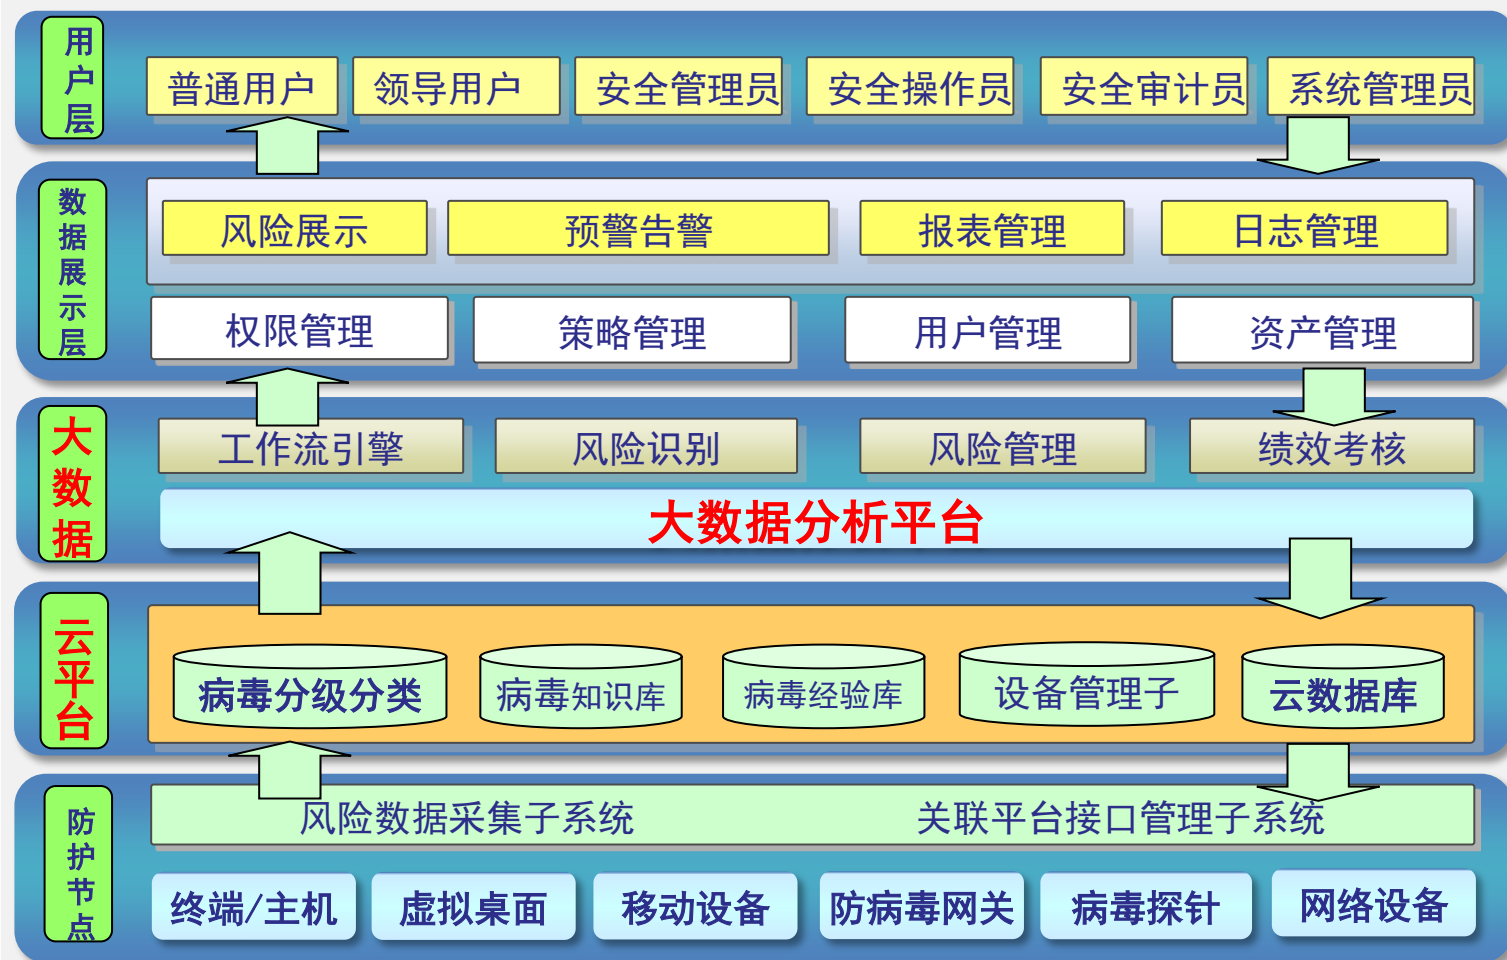 用户层
普通用户
领导用户
安全管理员
安全操作员
安全审计员
系统管理员
数据展示层
风险展示
预警告警
报表管理
日志管理
权限管理
策略管理
用户管理
资产管理
大数据
工作流引擎
风险识别
风险管理
绩效考核
大数据分析平台
云平台
病毒分级分类
病毒知识库
病毒经验库
设备管理子
云数据库
防护节点
风险数据采集子系统
关联平台接口管理子系统
终端/主机
虚拟桌面
移动设备
防病毒网关
病毒探针
网络设备